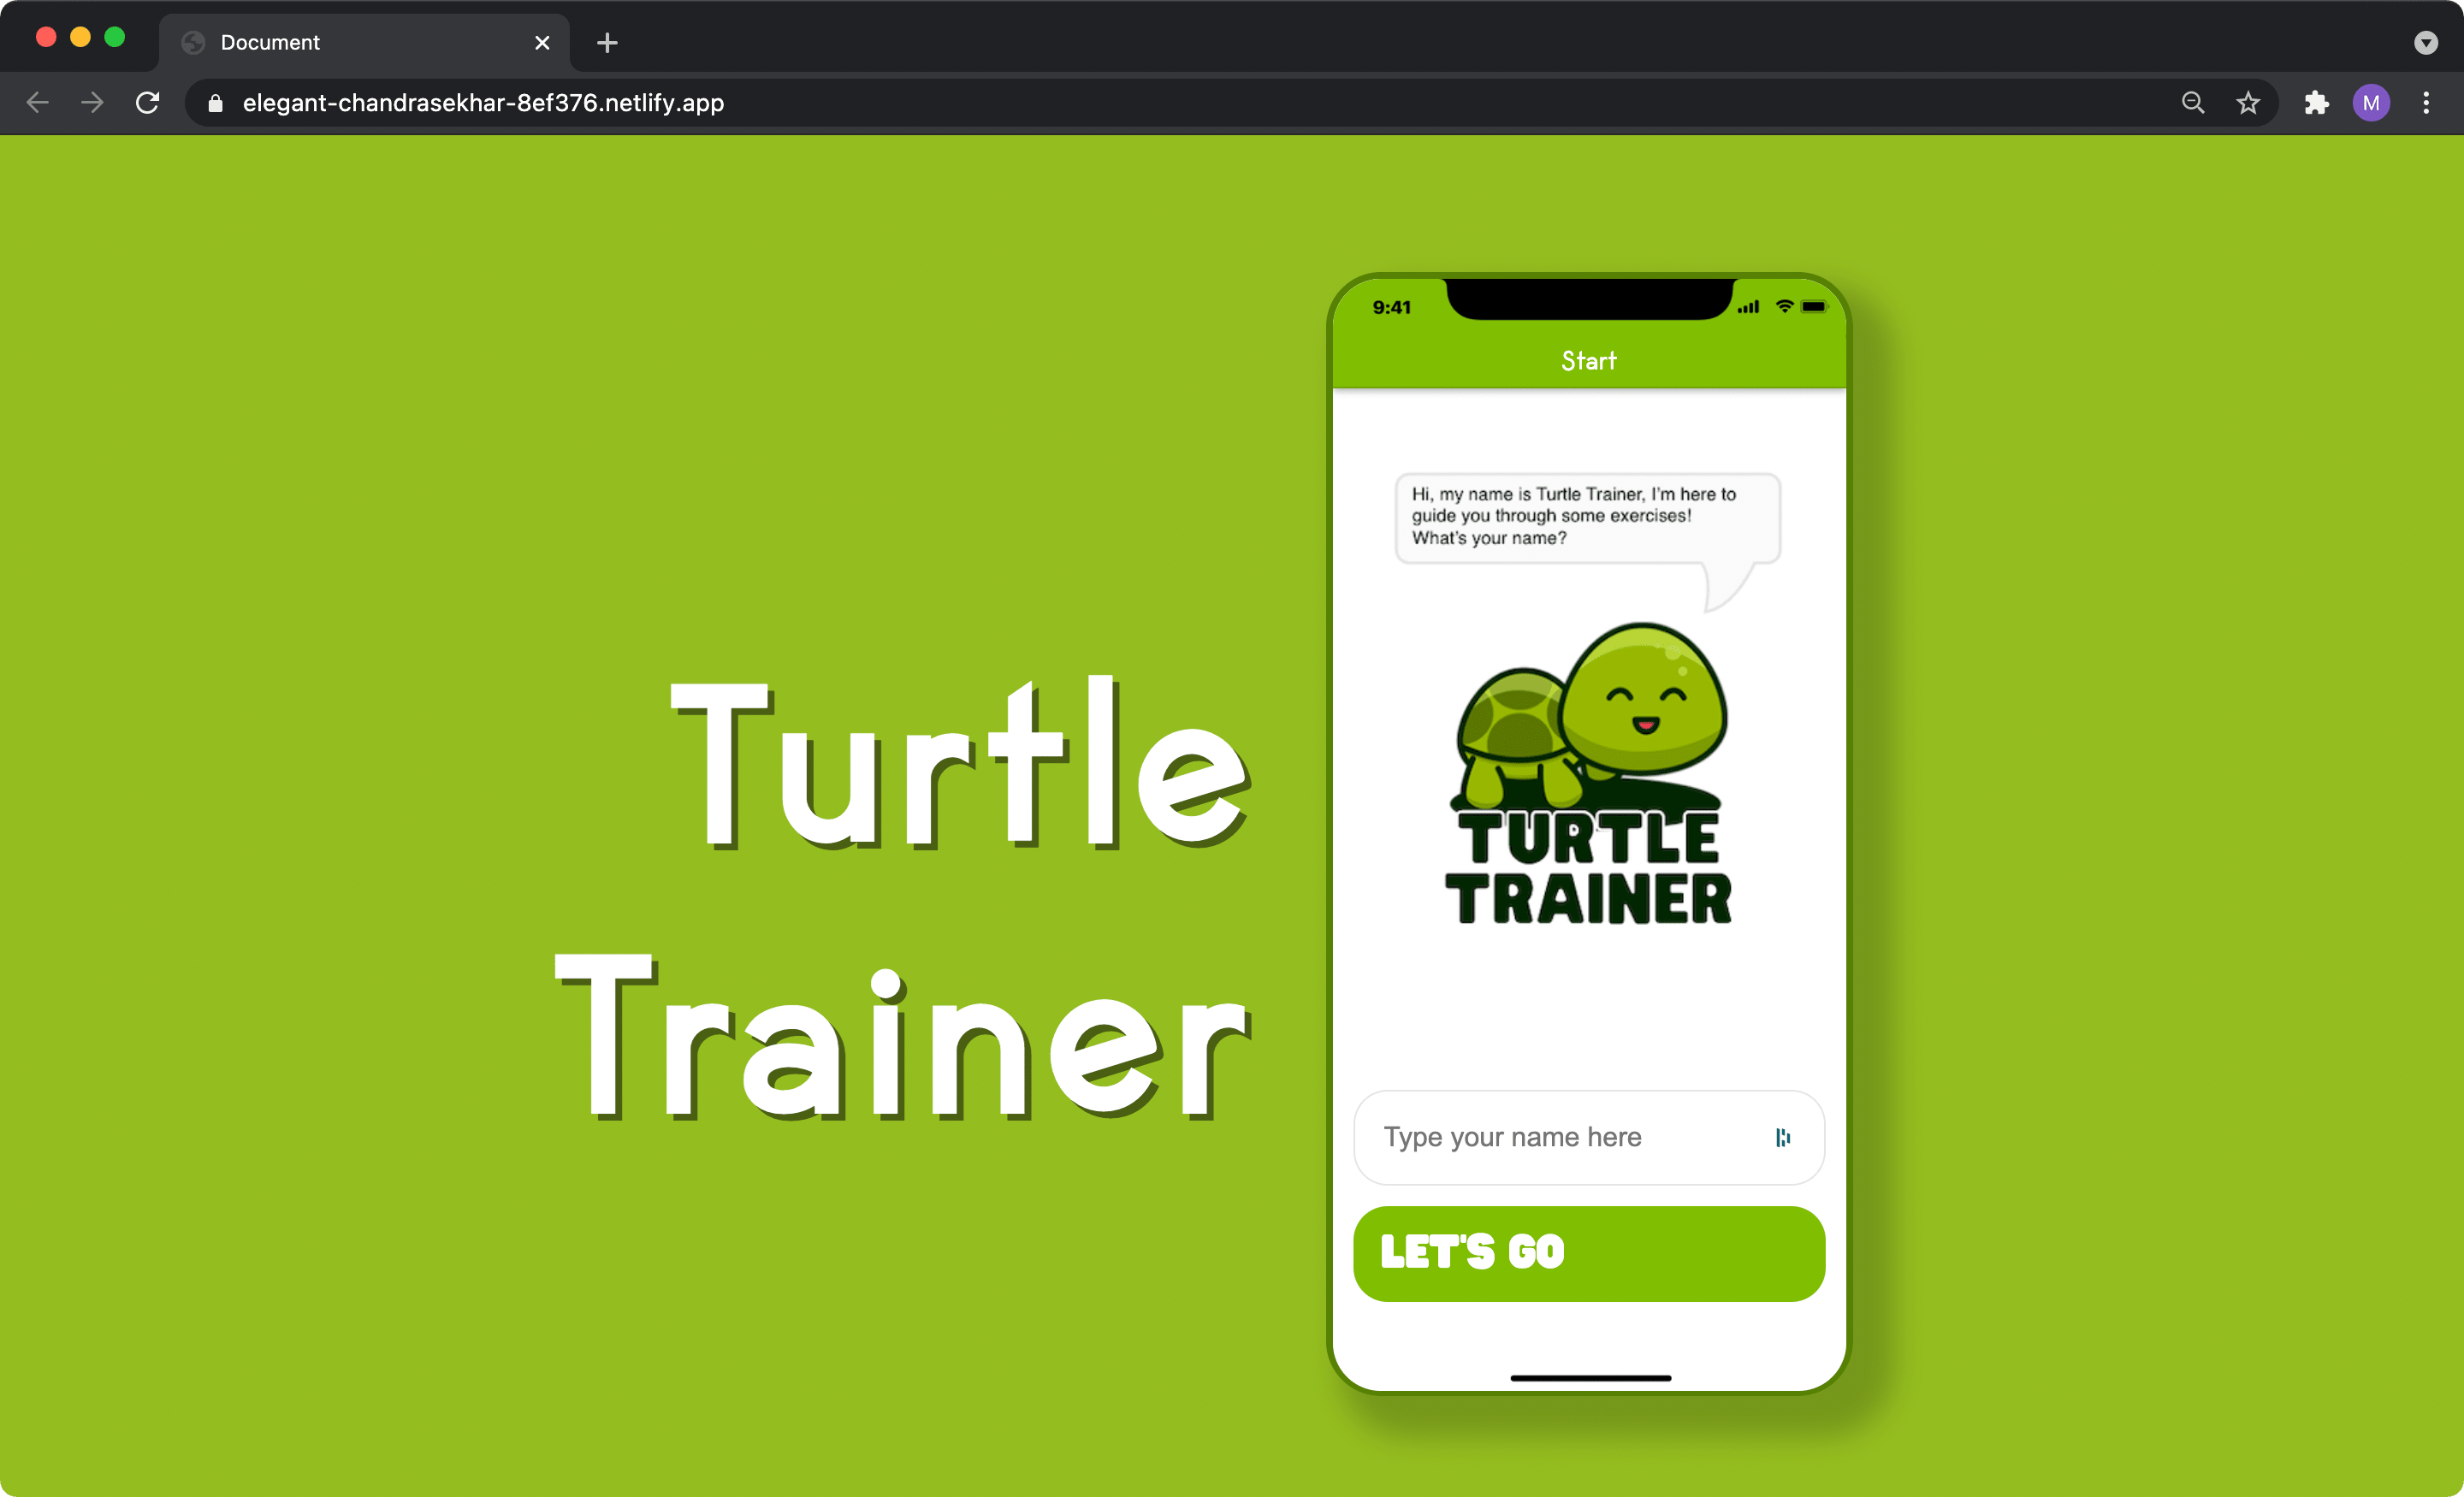 Document
elegant-chandrasekhar-8ef376.netlify.app
M
Turtle
Trainer
9:41
Start
Hi, my name is Turtle Trainer, I'm here to
guide you through some exercises!
What's your name?
TURTLE
TRAINER
Type your name here
LET'S GO